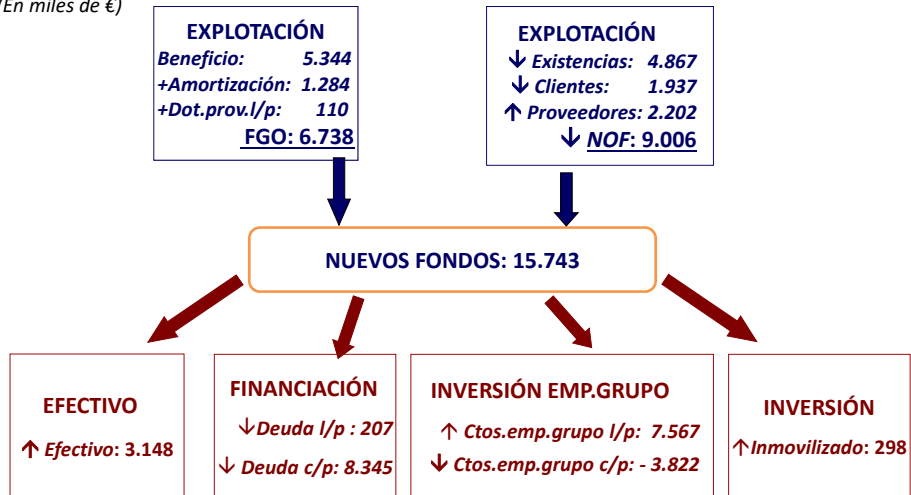 (En miles de €)
EXPLOTACIÓN
Beneficio: 5.344
+Amortización: 1.284
+Dot.prov.l/p: 110
FGO: 6.738
EXPLOTACIÓN
↓ Existencias: 4.867
↓ Clientes: 1.937
↑ Proveedores: 2.202
↓ NOF: 9.006
NUEVOS FONDOS: 15.743
EFECTIVO
↑ Efectivo: 3.148
FINANCIACIÓN
↓Deuda l/p : 207
↓ Deuda c/p: 8.345
INVERSIÓN EMP.GRUPO
↑ Ctos.emp.grupo l/p: 7.567
↓ Ctos.emp.grupo c/p: - 3.822
INVERSIÓN
↑Inmovilizado: 298